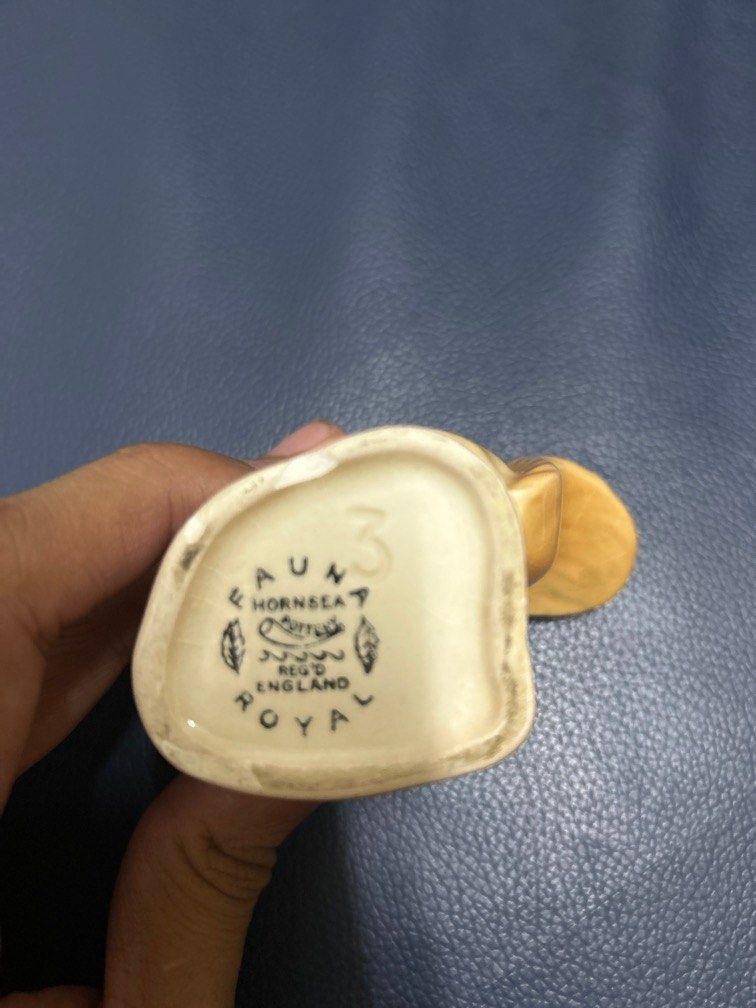 3
FAUNA
HORNSEA
POTTERY
REG'D
ENGLAND
ROYAL